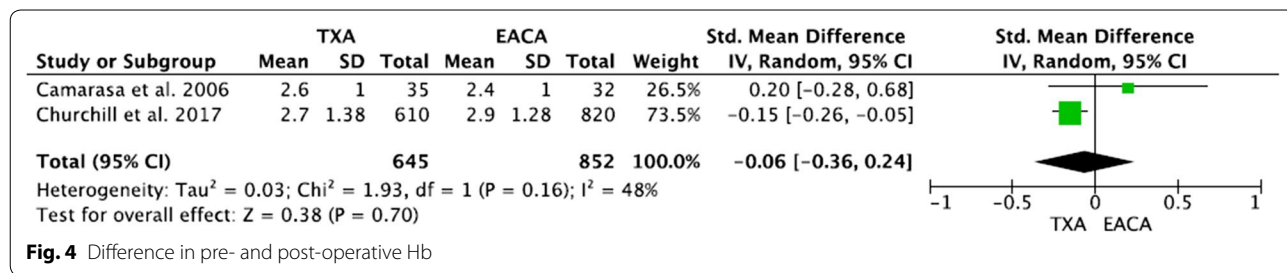 TXA EACA Std. Mean Difference Std. Mean Difference
Study or Subgroup Mean SD Total Mean SD Total Weight IV, Random, 95% CI IV, Random, 95% CI
Camarasa et al. 2006 2.6 1 35 2.4 1 32 26.5% 0.20 [-0.28, 0.68]
Churchill et al. 2017 2.7 1.38 610 2.9 1.28 820 73.5% -0.15 [-0.26, -0.05]
Total (95% CI) 645 852 100.0% -0.06 [-0.36, 0.24]
Heterogeneity: Tau² = 0.03; Chi² = 1.93, df = 1 (P = 0.16); I² = 48%
Test for overall effect: Z = 0.38 (P = 0.70)
-1 -0.5 0 0.5 1
TXA EACA
Fig. 4 Difference in pre- and post-operative Hb